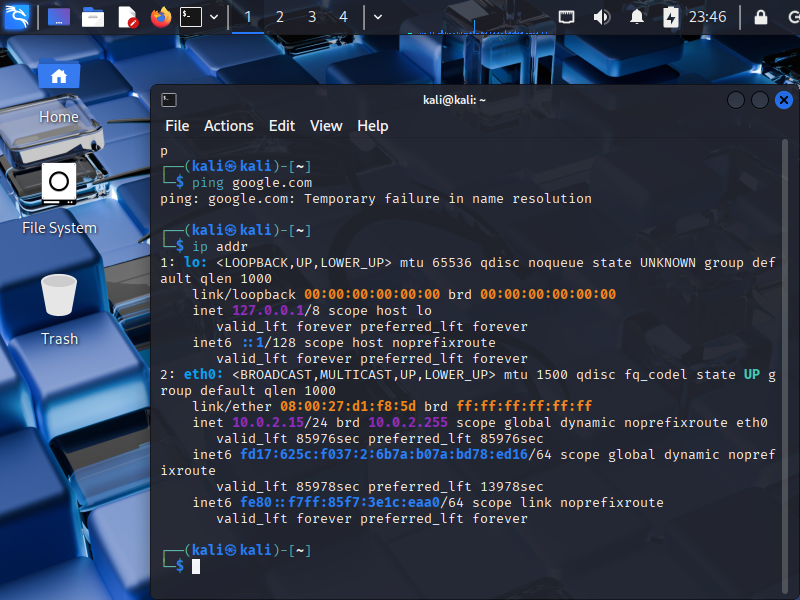 1 2 3 4
23:46
Home
File System
Trash
kali@kali: ~
File Actions Edit View Help
p
┌──(kali㉿kali)-[~]
└─$ ping google.com
ping: google.com: Temporary failure in name resolution
┌──(kali㉿kali)-[~]
└─$ ip addr
1: lo: <LOOPBACK,UP,LOWER_UP> mtu 65536 qdisc noqueue state UNKNOWN group def
ault qlen 1000
link/loopback 00:00:00:00:00:00 brd 00:00:00:00:00:00
inet 127.0.0.1/8 scope host lo
valid_lft forever preferred_lft forever
inet6 ::1/128 scope host noprefixroute
valid_lft forever preferred_lft forever
2: eth0: <BROADCAST,MULTICAST,UP,LOWER_UP> mtu 1500 qdisc fq_codel state UP g
roup default qlen 1000
link/ether 08:00:27:d1:f8:5d brd ff:ff:ff:ff:ff:ff
inet 10.0.2.15/24 brd 10.0.2.255 scope global dynamic noprefixroute eth0
valid_lft 85976sec preferred_lft 85976sec
inet6 fd17:625c:f037:2:6b7a:b07a:bd78:ed16/64 scope global dynamic nopref
ixroute
valid_lft 85978sec preferred_lft 13978sec
inet6 fe80::f7ff:85f7:3e1c:eaa0/64 scope link noprefixroute
valid_lft forever preferred_lft forever
┌──(kali㉿kali)-[~]
└─$